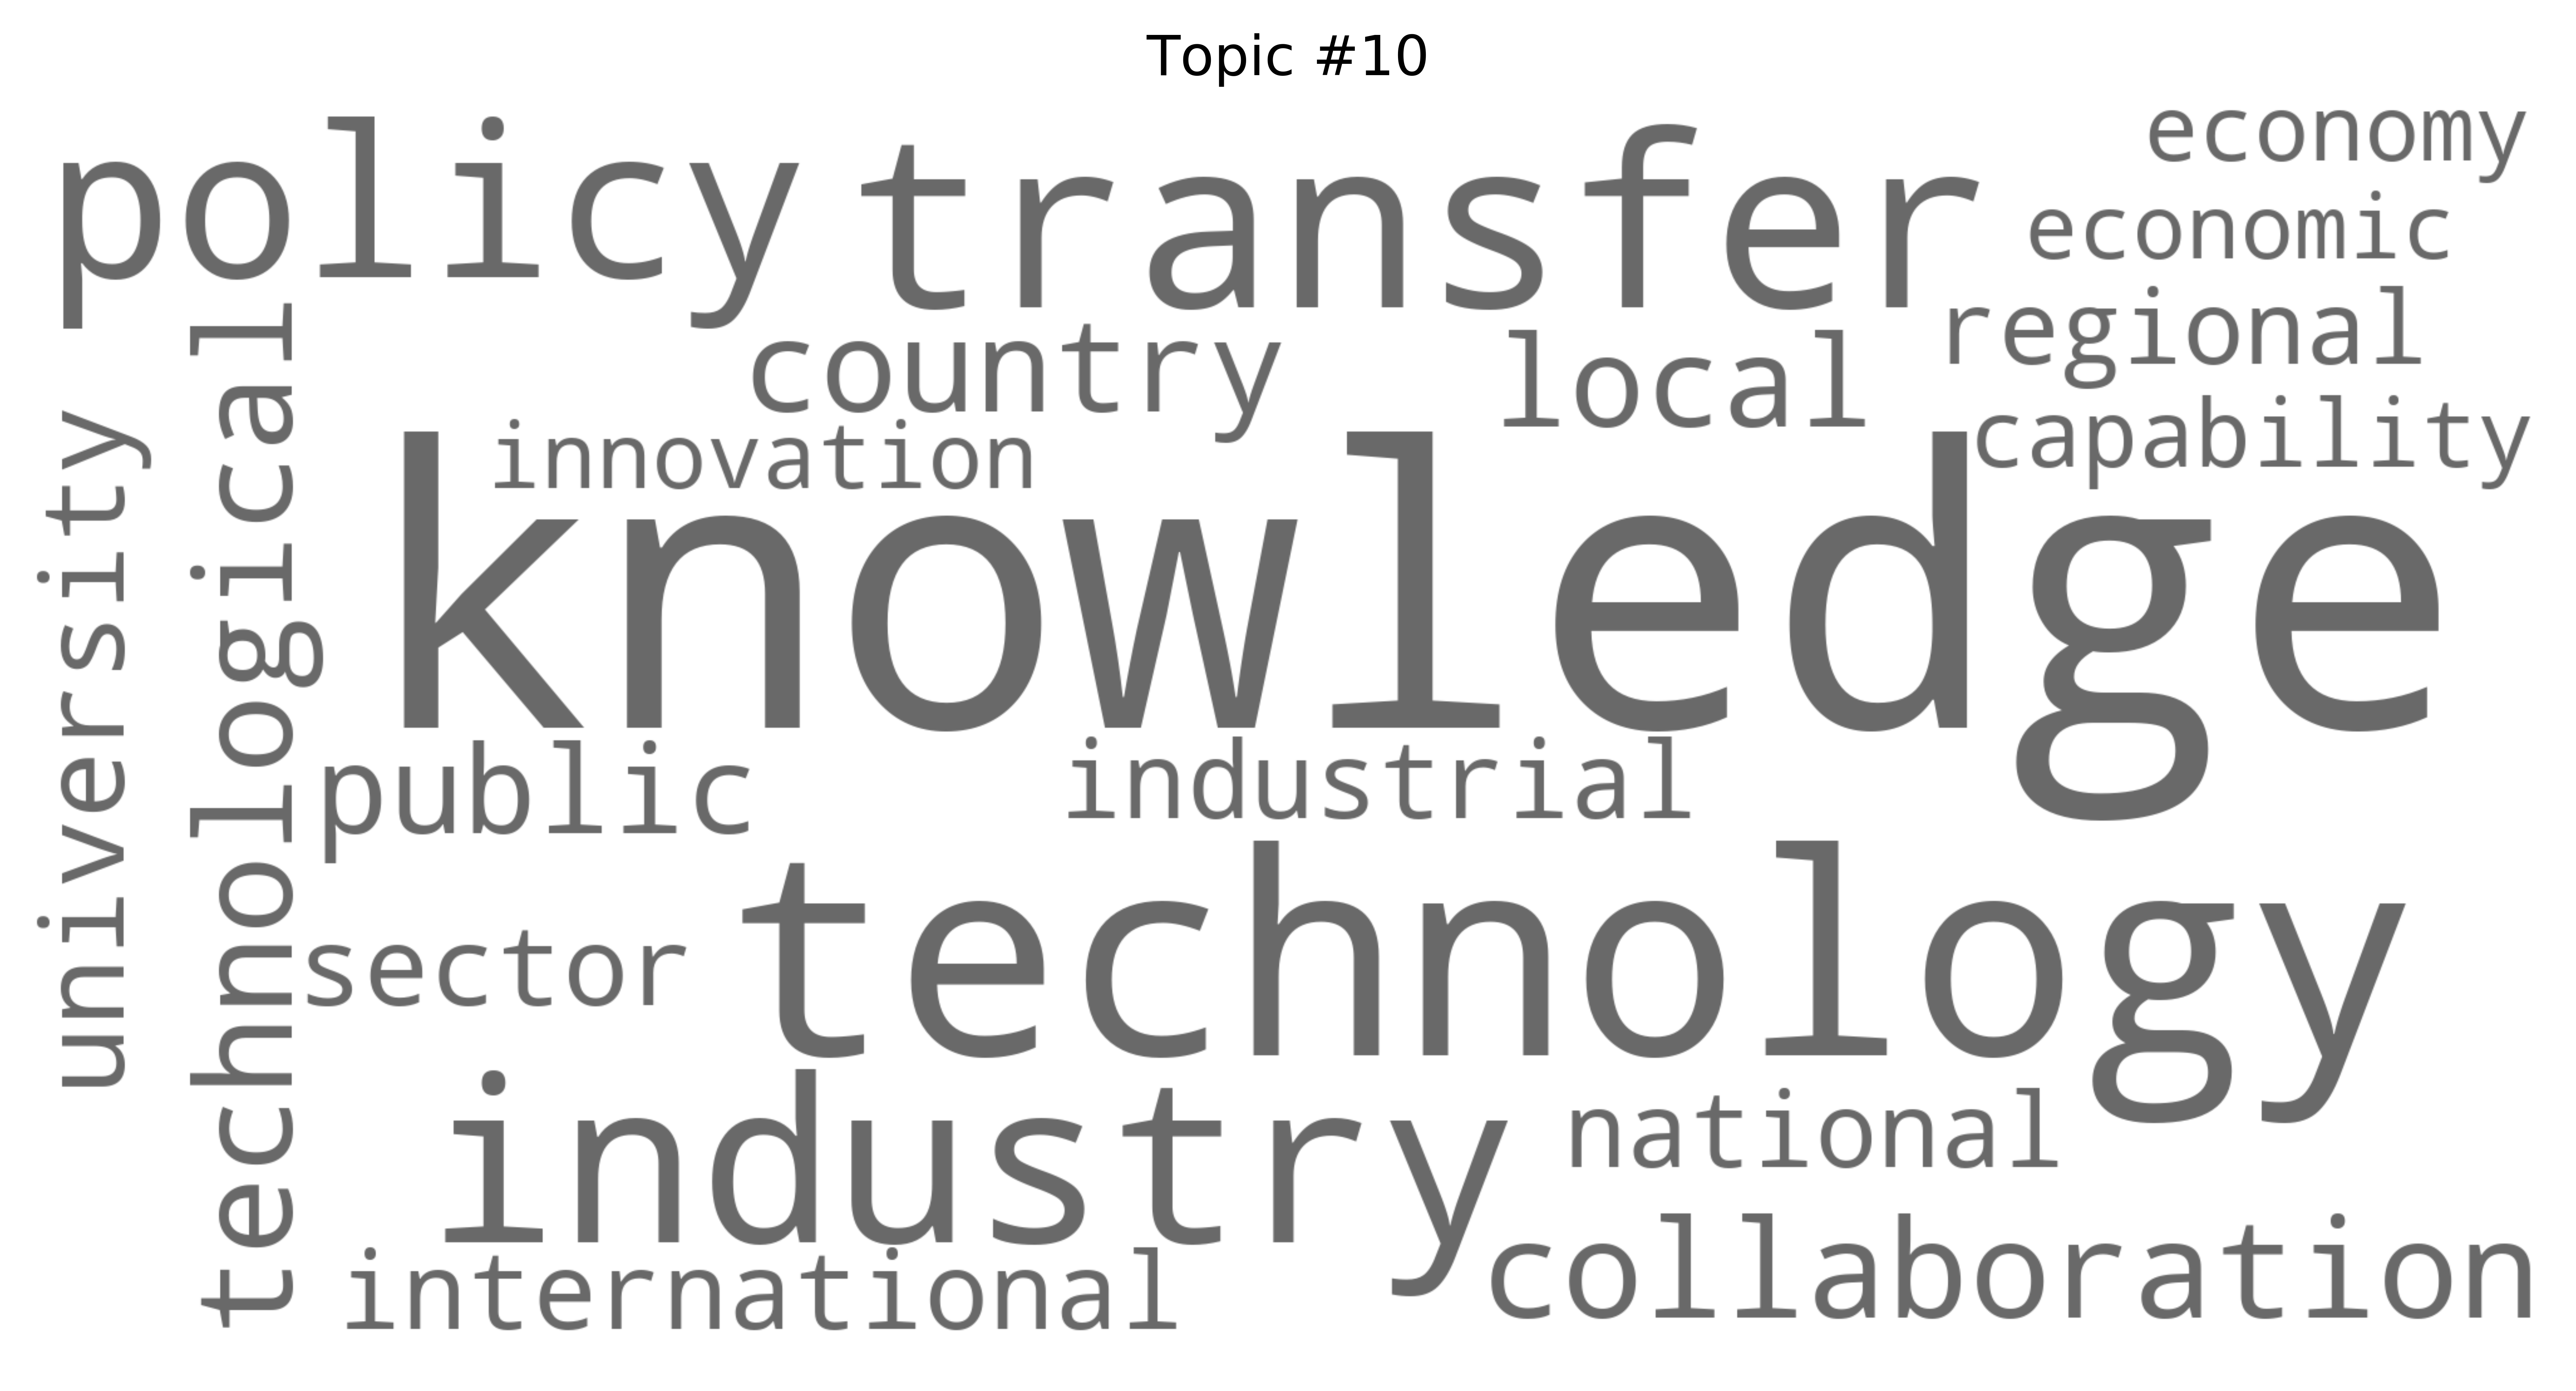 Topic #10
policy
transfer
economy
economic
regional
country
local
capability
innovation
knowledge
university
technological
public
industrial
technology
sector
industry
national
collaboration
international